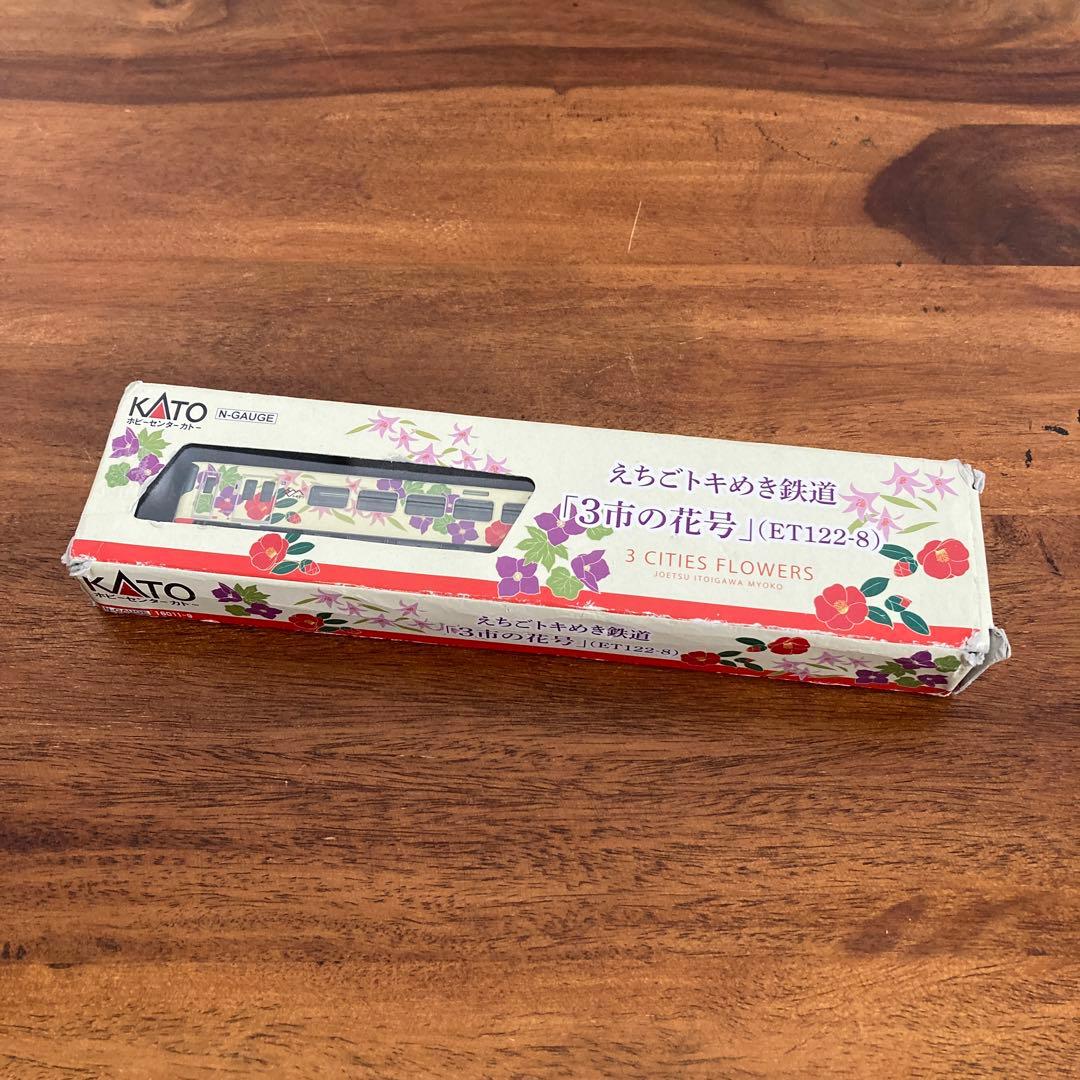 KATO
ホビーセンターカトー
N-GAUGE
えちごトキめき鉄道
「3市の花号」(ET122-8)
3 CITIES FLOWERS
JOETSU ITOIGAWA MYOKO
KATO
ホビーセンターカトー
N-GAUGE 16011-9
えちごトキめき鉄道
「3市の花号」(ET122-8)